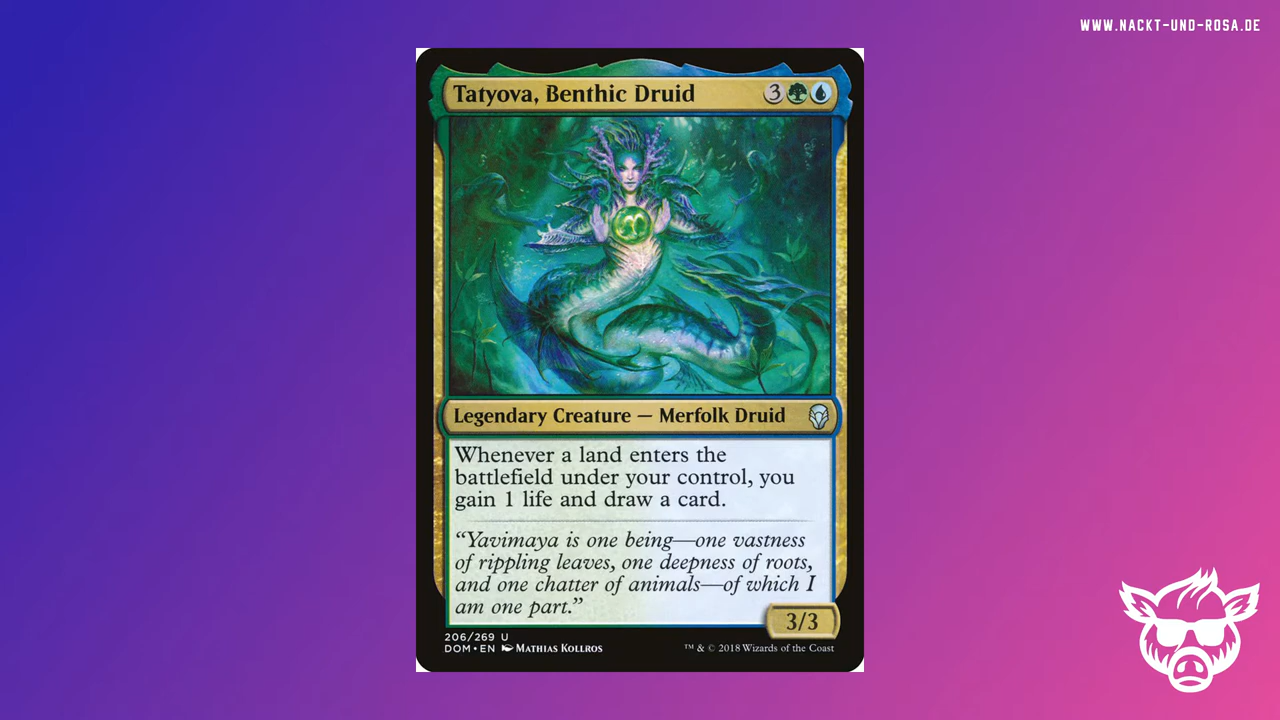 WWW.NACKT-UND-ROSA.DE
Tatyova, Benthic Druid 3
Legendary Creature — Merfolk Druid
Whenever a land enters the
battlefield under your control, you
gain 1 life and draw a card.
“Yavimaya is one being—one vastness
of rippling leaves, one deepness of roots,
and one chatter of animals—of which I
am one part.”
3/3
206/269 U
DOM • EN Mathias Kollros
™ & © 2018 Wizards of the Coast